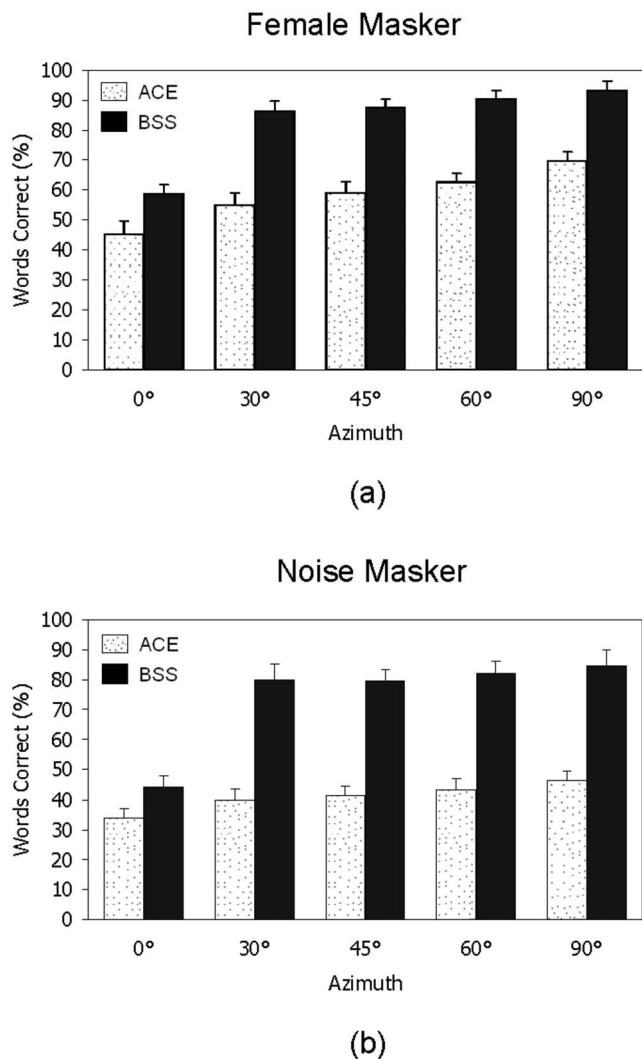 Female Masker
100
90
80
70
60
50
40
30
20
10
0
Words Correct (%)
ACE
BSS
0° 30° 45° 60° 90°
Azimuth
(a)
Noise Masker
100
90
80
70
60
50
40
30
20
10
0
Words Correct (%)
ACE
BSS
0° 30° 45° 60° 90°
Azimuth
(b)